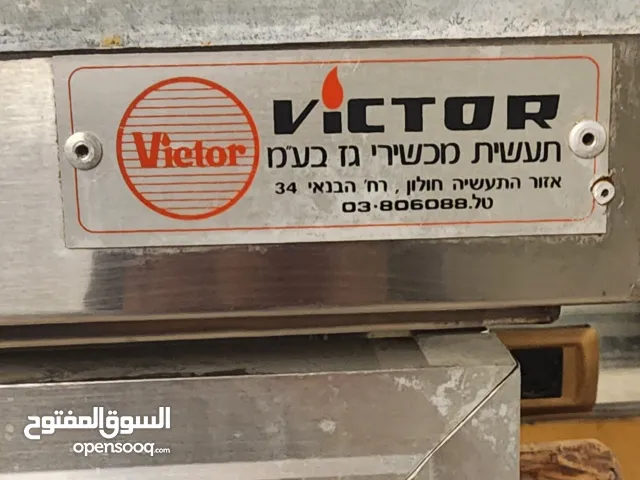 Victor
VICTOR
תעשית מכשירי גז בע"מ
אזור התעשיה חולון, רח' הבנאי 34
טל.03-806088
السوق المفتوح
opensooq.com